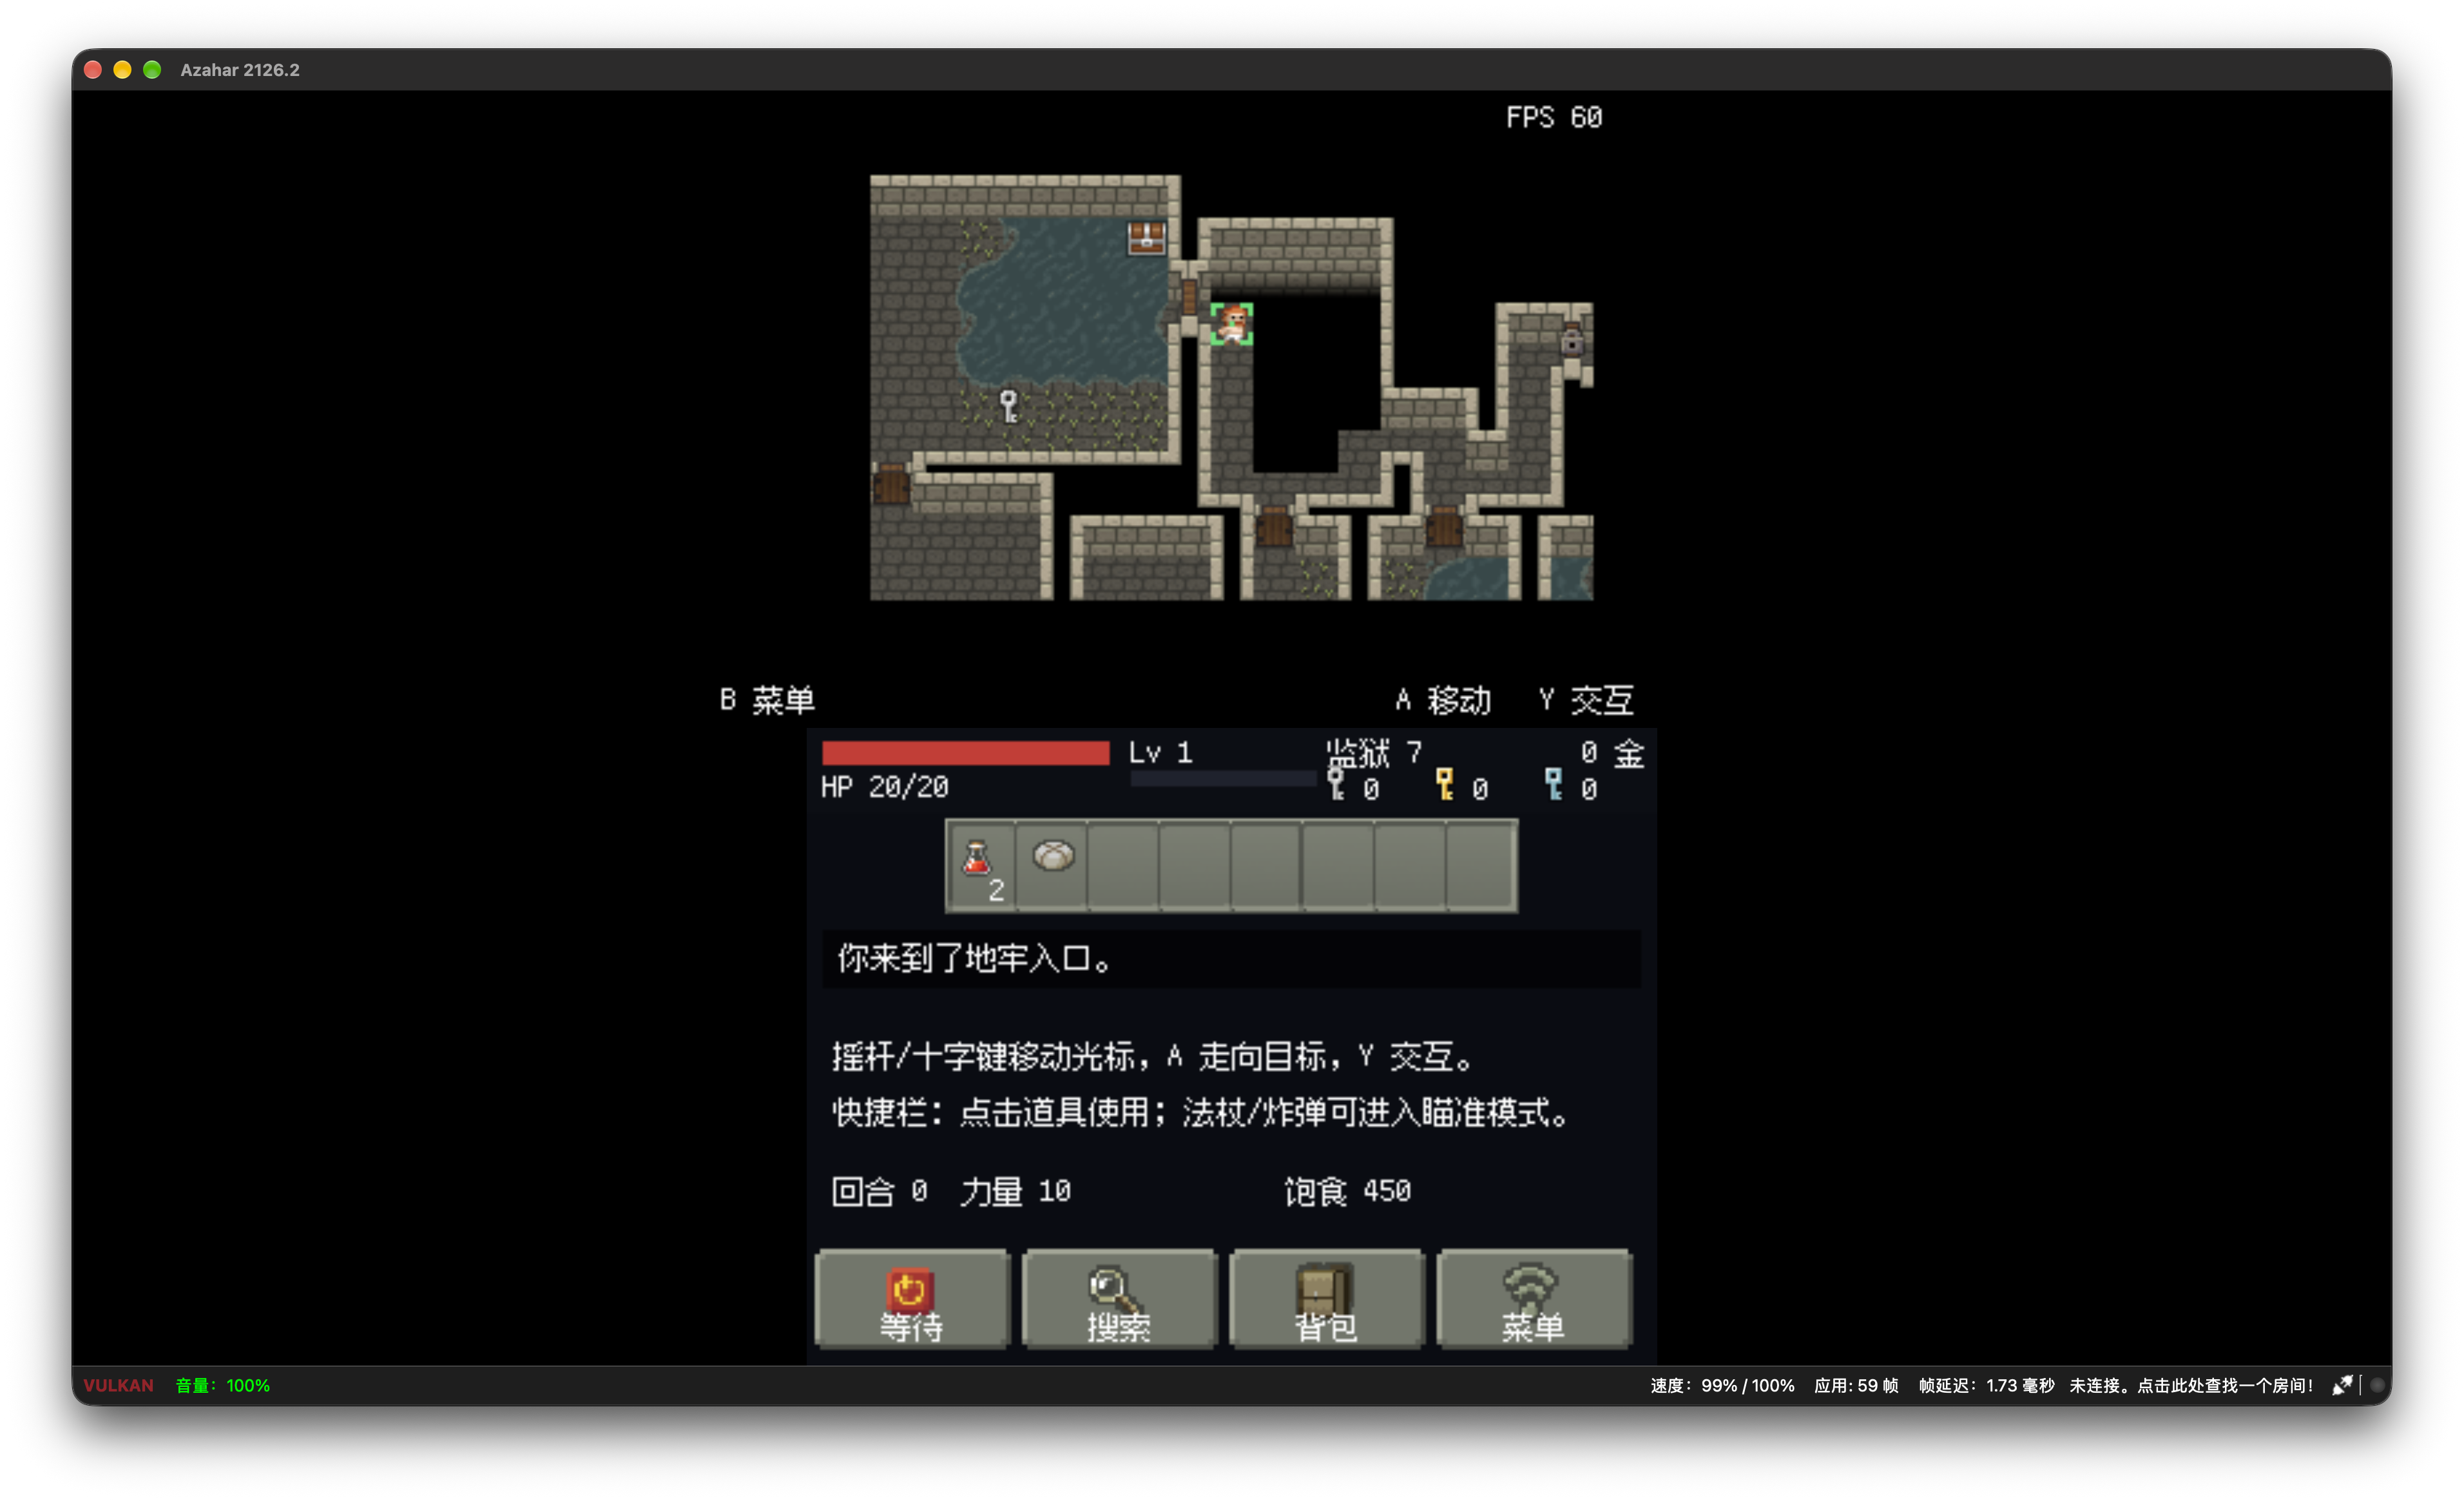 Azahar 2126.2
FPS 60
B 菜单
A 移动 Y 交互
Lv 1 监狱 7 0 金
HP 20/20 0 0 0
2
你来到了地牢入口。
摇杆/十字键移动光标，A 走向目标，Y 交互。
快捷栏：点击道具使用；法杖/炸弹可进入瞄准模式。
回合 0 力量 10 饱食 450
等待 搜索 背包 菜单
VULKAN 音量：100% 速度：99% / 100% 应用: 59 帧 帧延迟：1.73 毫秒 未连接。点击此处查找一个房间！